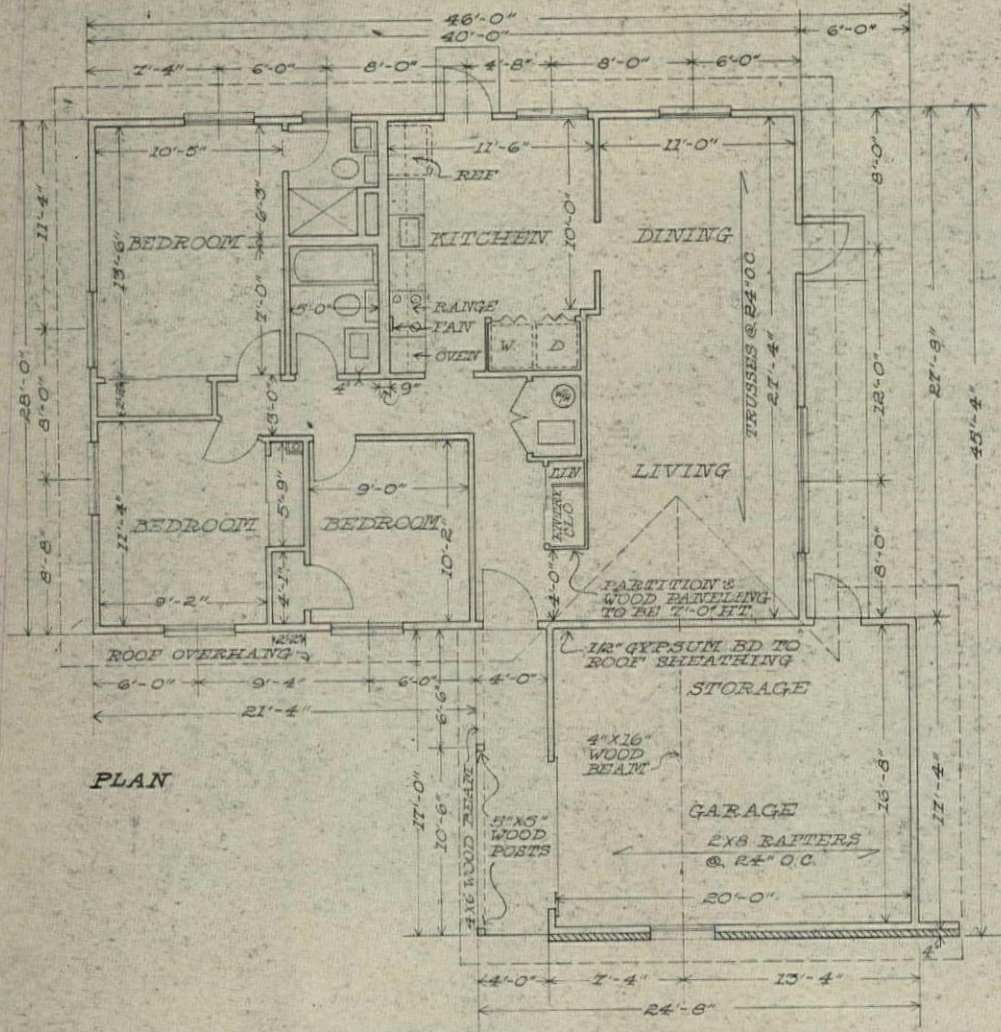 46'-0"
40'-0"
6'-0"
7'-4"
6'-0"
8'-0"
4'-8"
8'-0"
6'-0"
10'-5"
11'-6"
11'-0"
REF
6'-3"
8'-0"
11'-4"
BEDROOM
KITCHEN
10'-0"
DINING
13'-6"
7'-0"
5'-0"
RANGE
FAN
OVEN
W.
D
TRUSSES @ 24" O.C
27'-4"
28'-0"
8'-0"
12'-0"
27'-8"
45'-4"
4"
9"
3'-0"
W/H
LIN
LIVING
9'-0"
5'-9"
BEDROOM
BEDROOM
ENTRY
CLO
11'-4"
10'-2"
8'-8"
8'-0"
9'-2"
4'-1"
4'-0"
PARTITION &
WOOD PANELING
TO BE 7'-0" HT.
2'-2"
ROOF OVERHANG
1/2" GYPSUM BD TO
ROOF SHEATHING
6'-0"
9'-4"
6'-0"
4'-0"
STORAGE
21'-4"
6'-6"
PLAN
4"X16"
WOOD
BEAM
17'-0"
10'-6"
4X6 WOOD BEAM
5"X5"
WOOD
POSTS
GARAGE
16'-8"
17'-4"
2X8 RAFTERS
@ 24" O.C.
20'-0"
4"
4'-0"
7'-4"
13'-4"
24'-8"